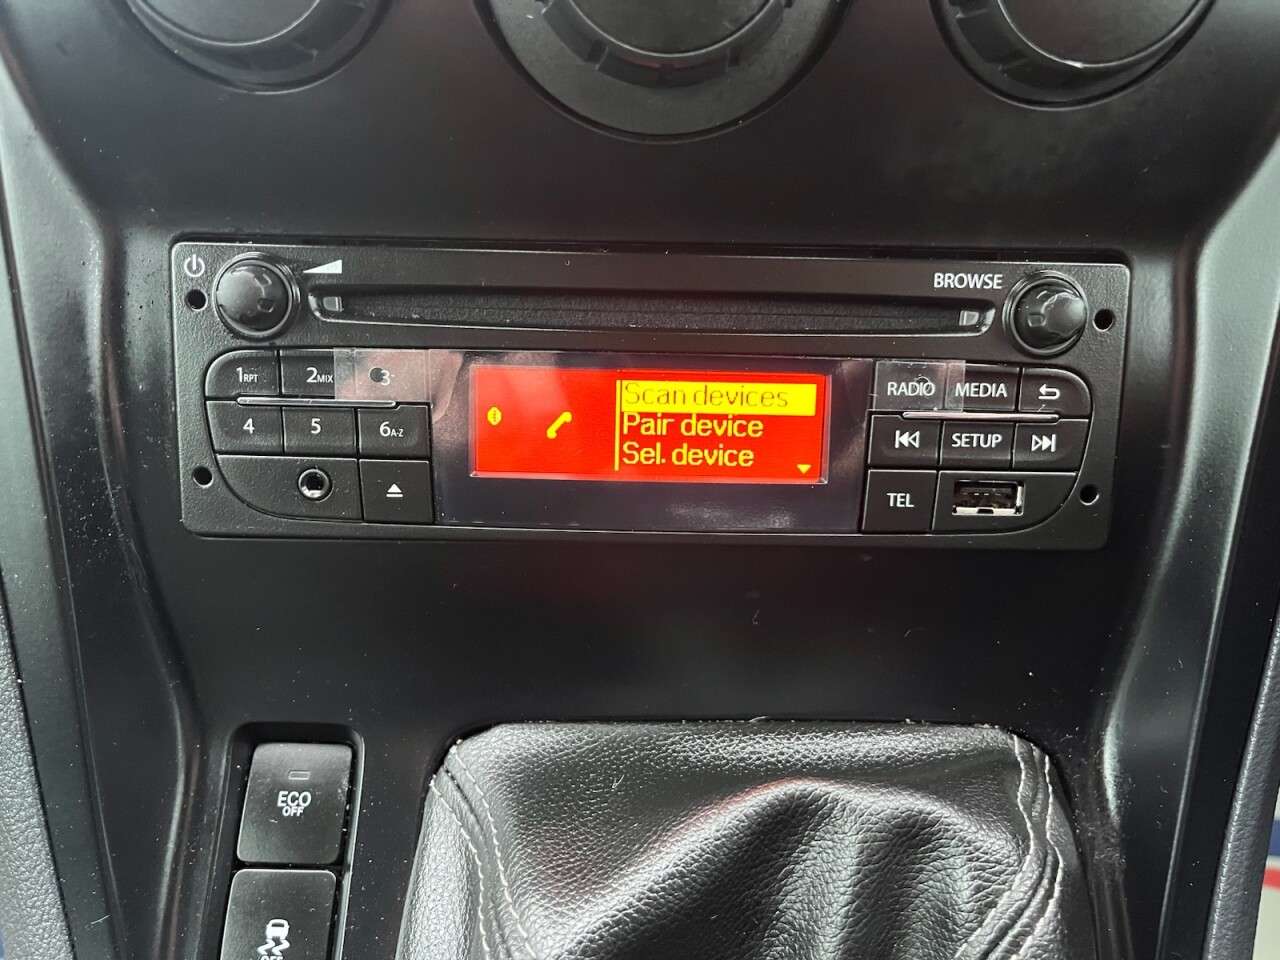 BROWSE
1RPT 2MIX 3
4 5 6A-Z
Scan devices
Pair device
Sel. device
RADIO MEDIA
SETUP
TEL
ECO
OFF